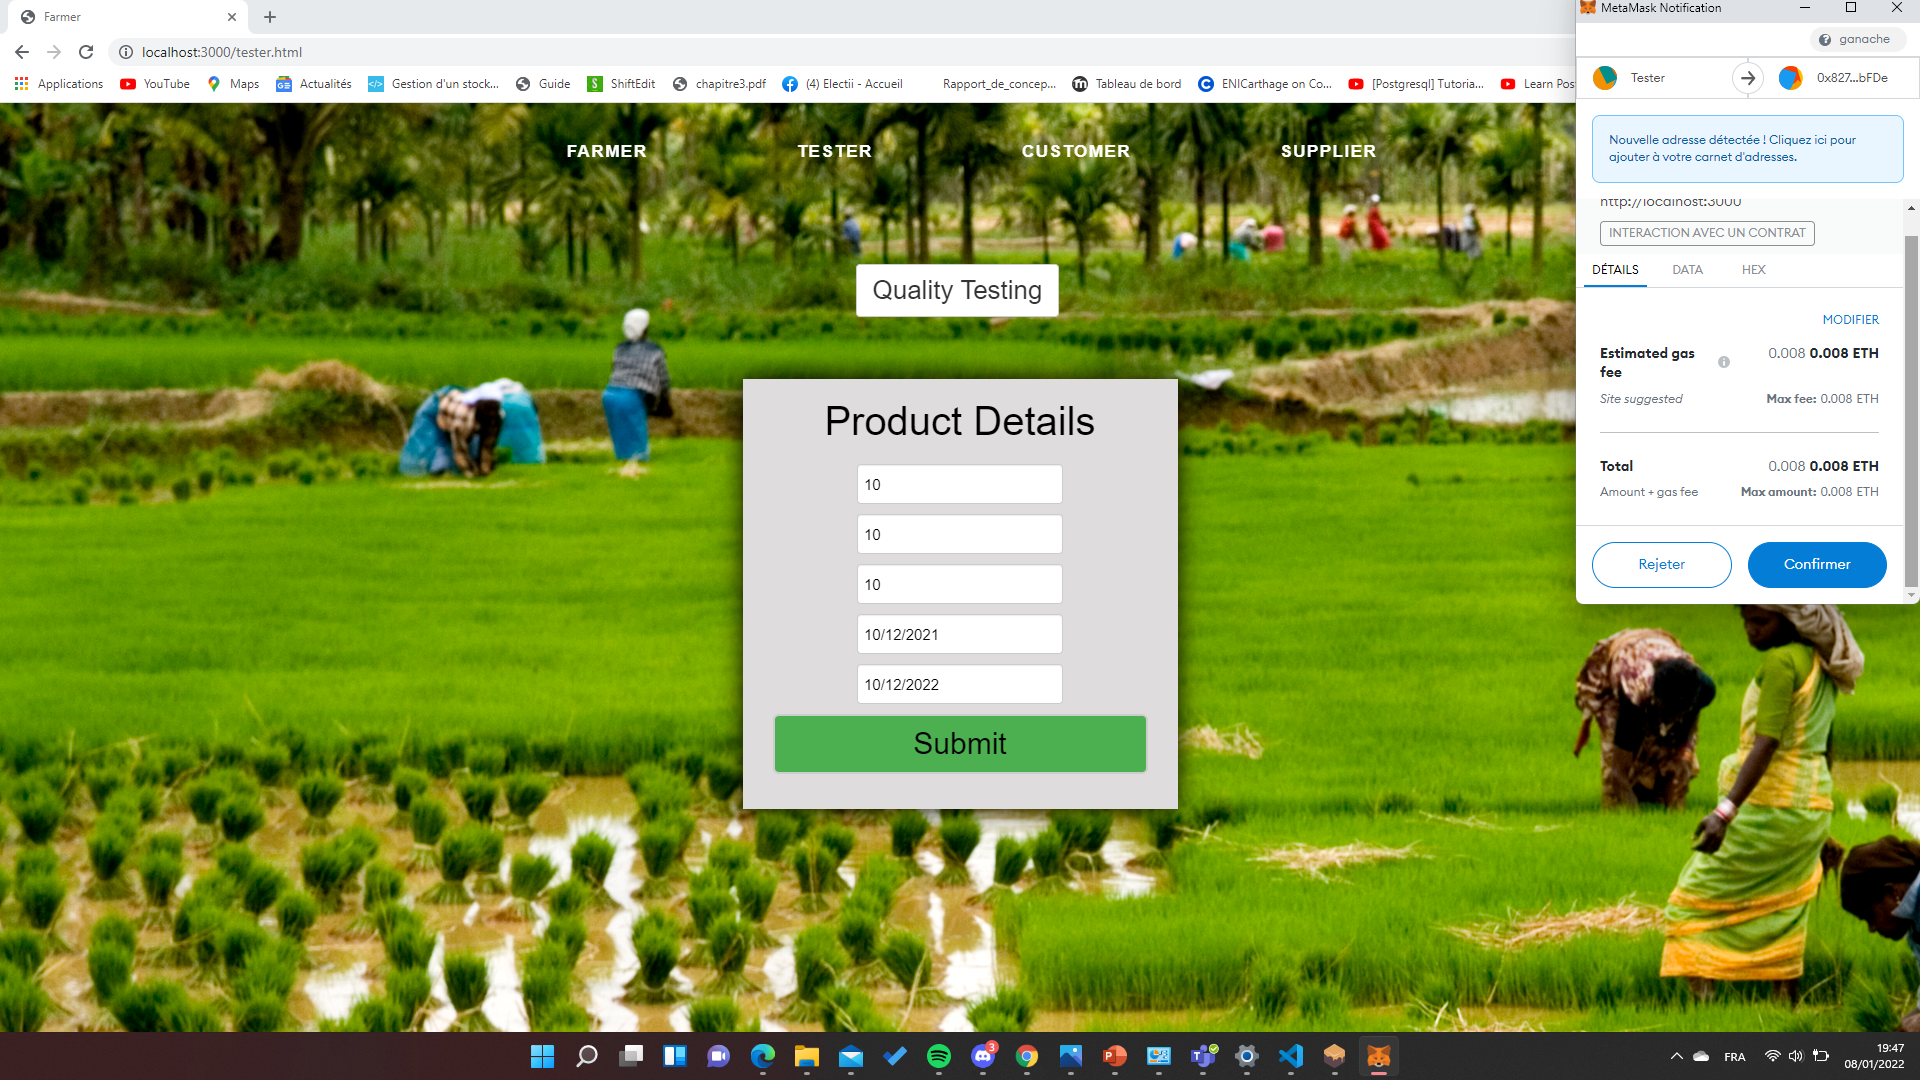 Farmer
localhost:3000/tester.html
Applications
YouTube
Maps
Actualités
Gestion d'un stock...
Guide
ShiftEdit
chapitre3.pdf
(4) Electii - Accueil
Rapport_de_concep...
Tableau de bord
ENICarthage on Co...
[Postgresql] Tutoria...
Learn Pos
FARMER
TESTER
CUSTOMER
SUPPLIER
Quality Testing
Product Details
10
10
10
10/12/2021
10/12/2022
Submit
MetaMask Notification
ganache
Tester
0x827...bFDe
Nouvelle adresse détectée ! Cliquez ici pour
ajouter à votre carnet d'adresses.
http://localhost:3000
INTERACTION AVEC UN CONTRAT
DÉTAILS
DATA
HEX
MODIFIER
Estimated gas
fee
0.008 0.008 ETH
Site suggested
Max fee: 0.008 ETH
Total
0.008 0.008 ETH
Amount + gas fee
Max amount: 0.008 ETH
Rejeter
Confirmer
3
FRA
19:47
08/01/2022